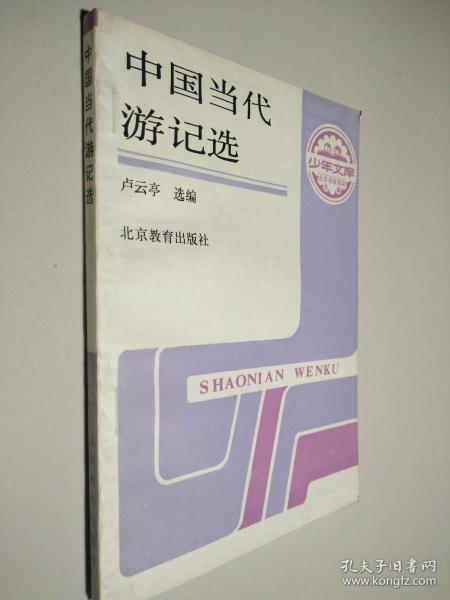 中国当代
游记选
卢云亭 选编
北京教育出版社
少年文库
SHAONIAN WENKU
中国当代游记选
孔夫子旧书网
www.kongfz.com